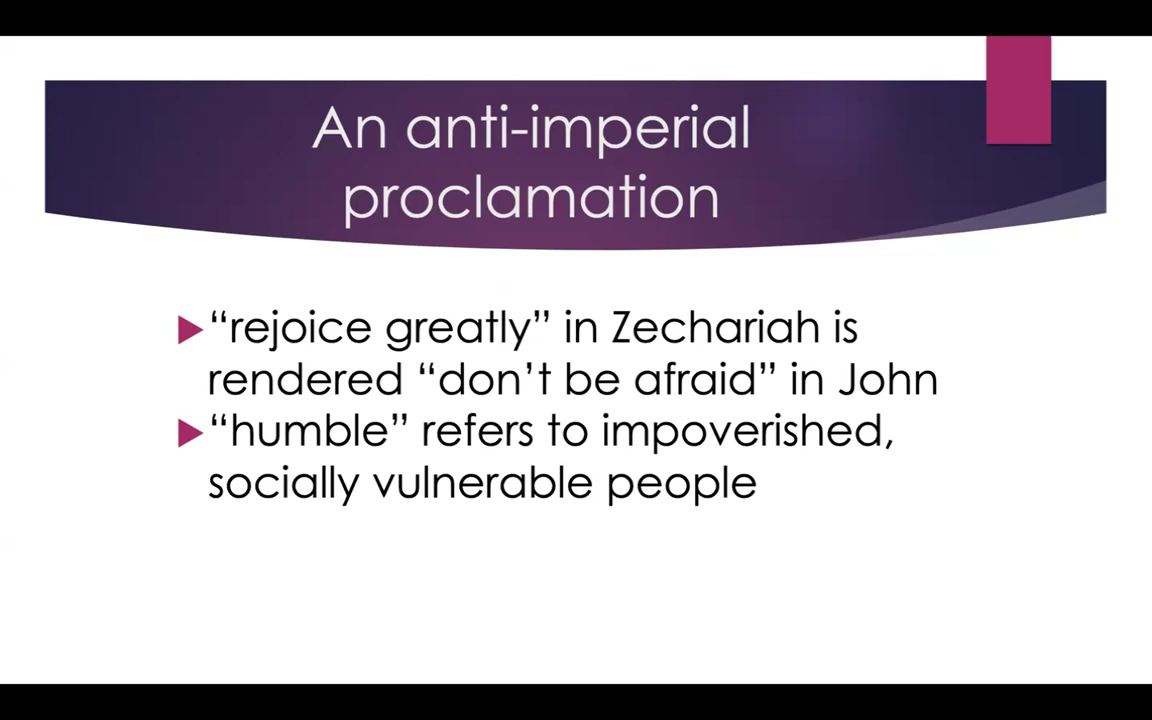 An anti-imperial
proclamation
“rejoice greatly” in Zechariah is
rendered “don’t be afraid” in John
“humble” refers to impoverished,
socially vulnerable people